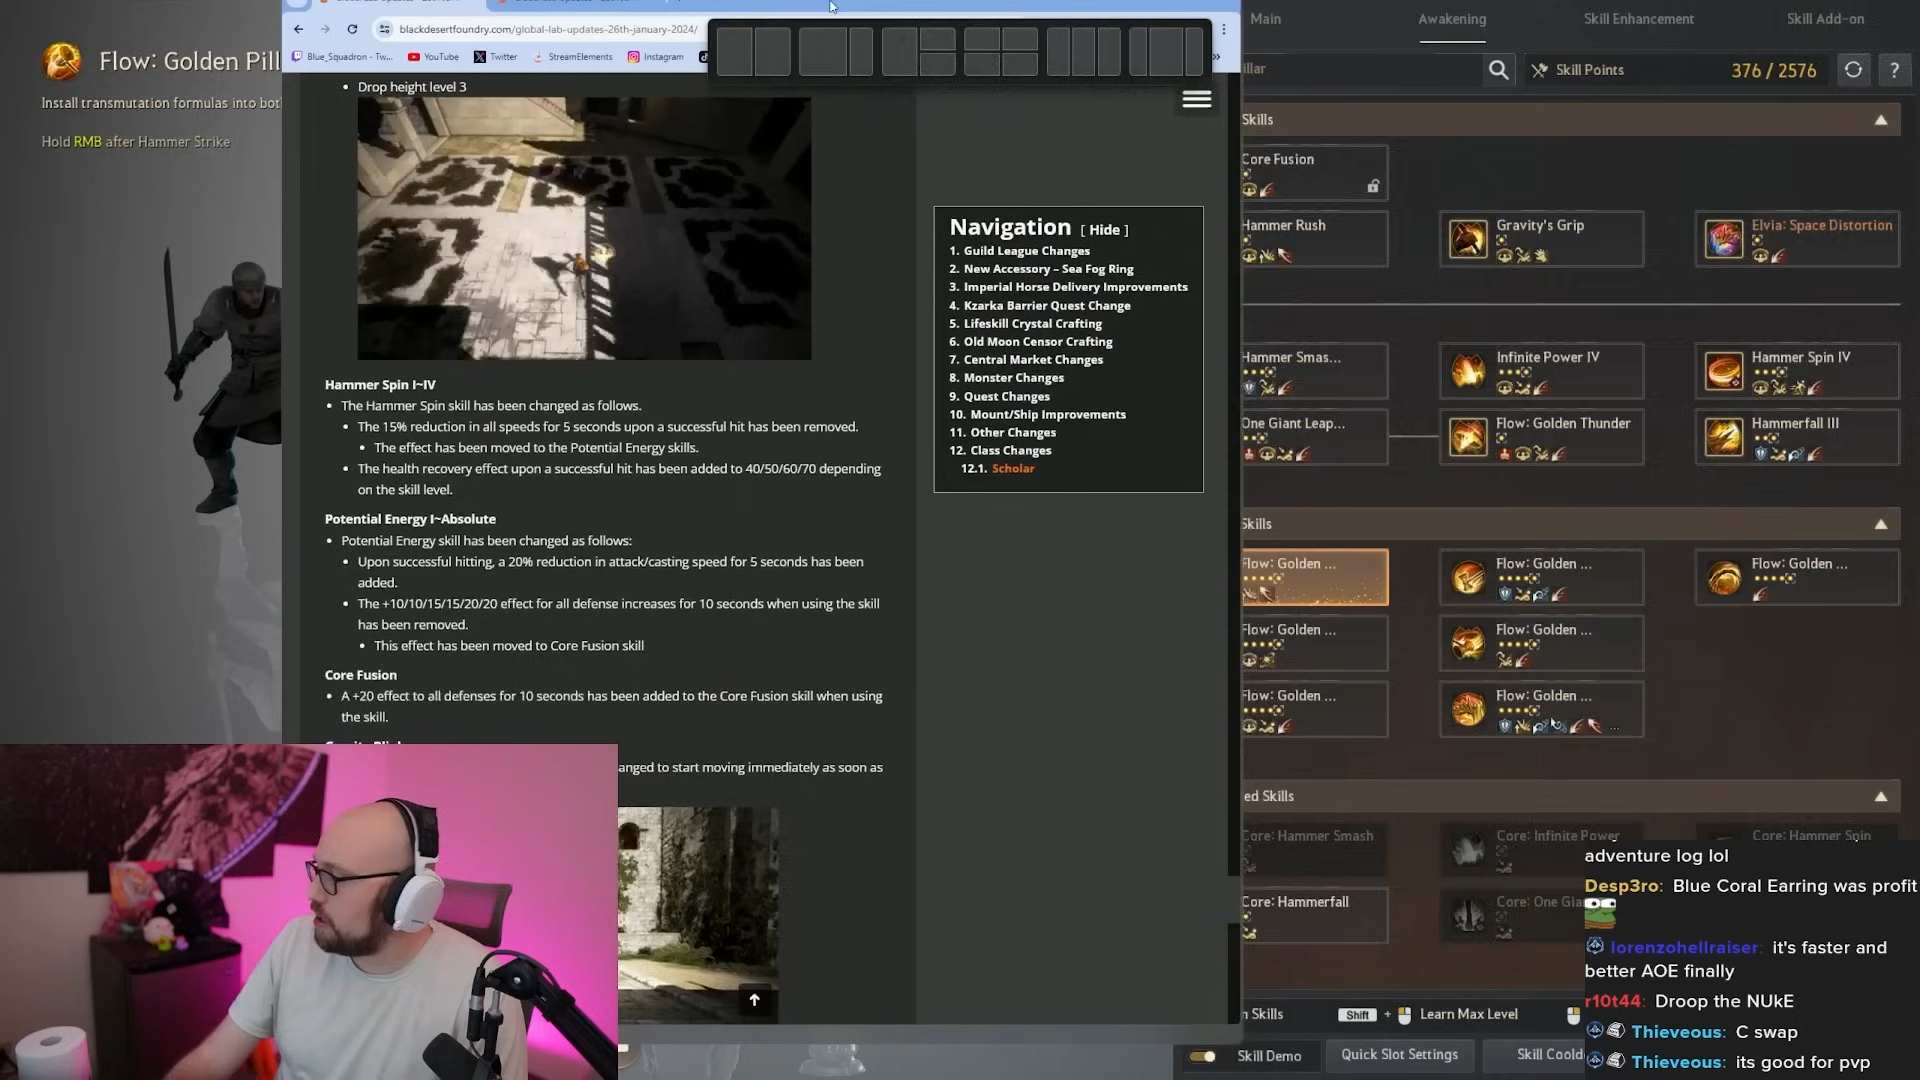 Flow: Golden Pill
Install transmutation formulas into bot
Hold RMB after Hammer Strike
blackdesertfoundry.com/global-lab-updates-26th-january-2024/
Blue_Squadron - Tw...
YouTube
Twitter
StreamElements
Instagram
Drop height level 3
Hammer Spin I~IV
The Hammer Spin skill has been changed as follows.
The 15% reduction in all speeds for 5 seconds upon a successful hit has been removed.
The effect has been moved to the Potential Energy skills.
The health recovery effect upon a successful hit has been added to 40/50/60/70 depending
on the skill level.
Potential Energy I~Absolute
Potential Energy skill has been changed as follows:
Upon successful hitting, a 20% reduction in attack/casting speed for 5 seconds has been
added.
The +10/10/15/15/20/20 effect for all defense increases for 10 seconds when using the skill
has been removed.
This effect has been moved to Core Fusion skill
Core Fusion
A +20 effect to all defenses for 10 seconds has been added to the Core Fusion skill when using
the skill.
anged to start moving immediately as soon as
Navigation [ Hide ]
1. Guild League Changes
2. New Accessory – Sea Fog Ring
3. Imperial Horse Delivery Improvements
4. Kzarka Barrier Quest Change
5. Lifeskill Crystal Crafting
6. Old Moon Censor Crafting
7. Central Market Changes
8. Monster Changes
9. Quest Changes
10. Mount/Ship Improvements
11. Other Changes
12. Class Changes
12.1. Scholar
Main
Awakening
Skill Enhancement
Skill Add-on
illar
Skill Points
376 / 2576
?
Skills
Core Fusion
Hammer Rush
Gravity's Grip
Elvia: Space Distortion
Hammer Smas...
Infinite Power IV
Hammer Spin IV
One Giant Leap...
Flow: Golden Thunder
Hammerfall III
Skills
Flow: Golden ...
Flow: Golden ...
Flow: Golden ...
Flow: Golden ...
Flow: Golden ...
Flow: Golden ...
Flow: Golden ...
ed Skills
Core: Hammer Smash
Core: Infinite Power
Core: Hammer Spin
Core: Hammerfall
Core: One Gia
adventure log lol
Desp3ro: Blue Coral Earring was profit
lorenzohellraiser: it's faster and
better AOE finally
r10t44: Droop the NUkE
Thieveous: C swap
Thieveous: its good for pvp
n Skills
Shift + Learn Max Level
Skill Demo
Quick Slot Settings
Skill Coold